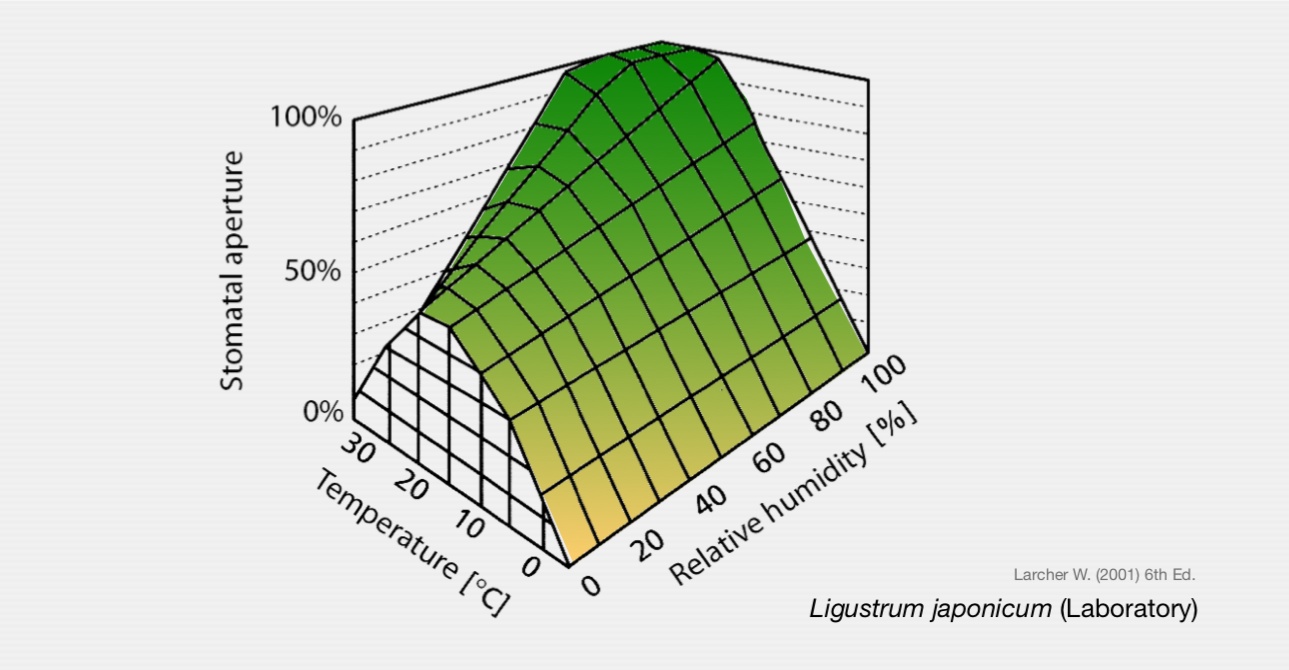 Stomatal aperture
100%
50%
0%
30
20
10
0
Temperature [°C]
0
20
40
60
80
100
Relative humidity [%]
Larcher W. (2001) 6th Ed.
Ligustrum japonicum (Laboratory)